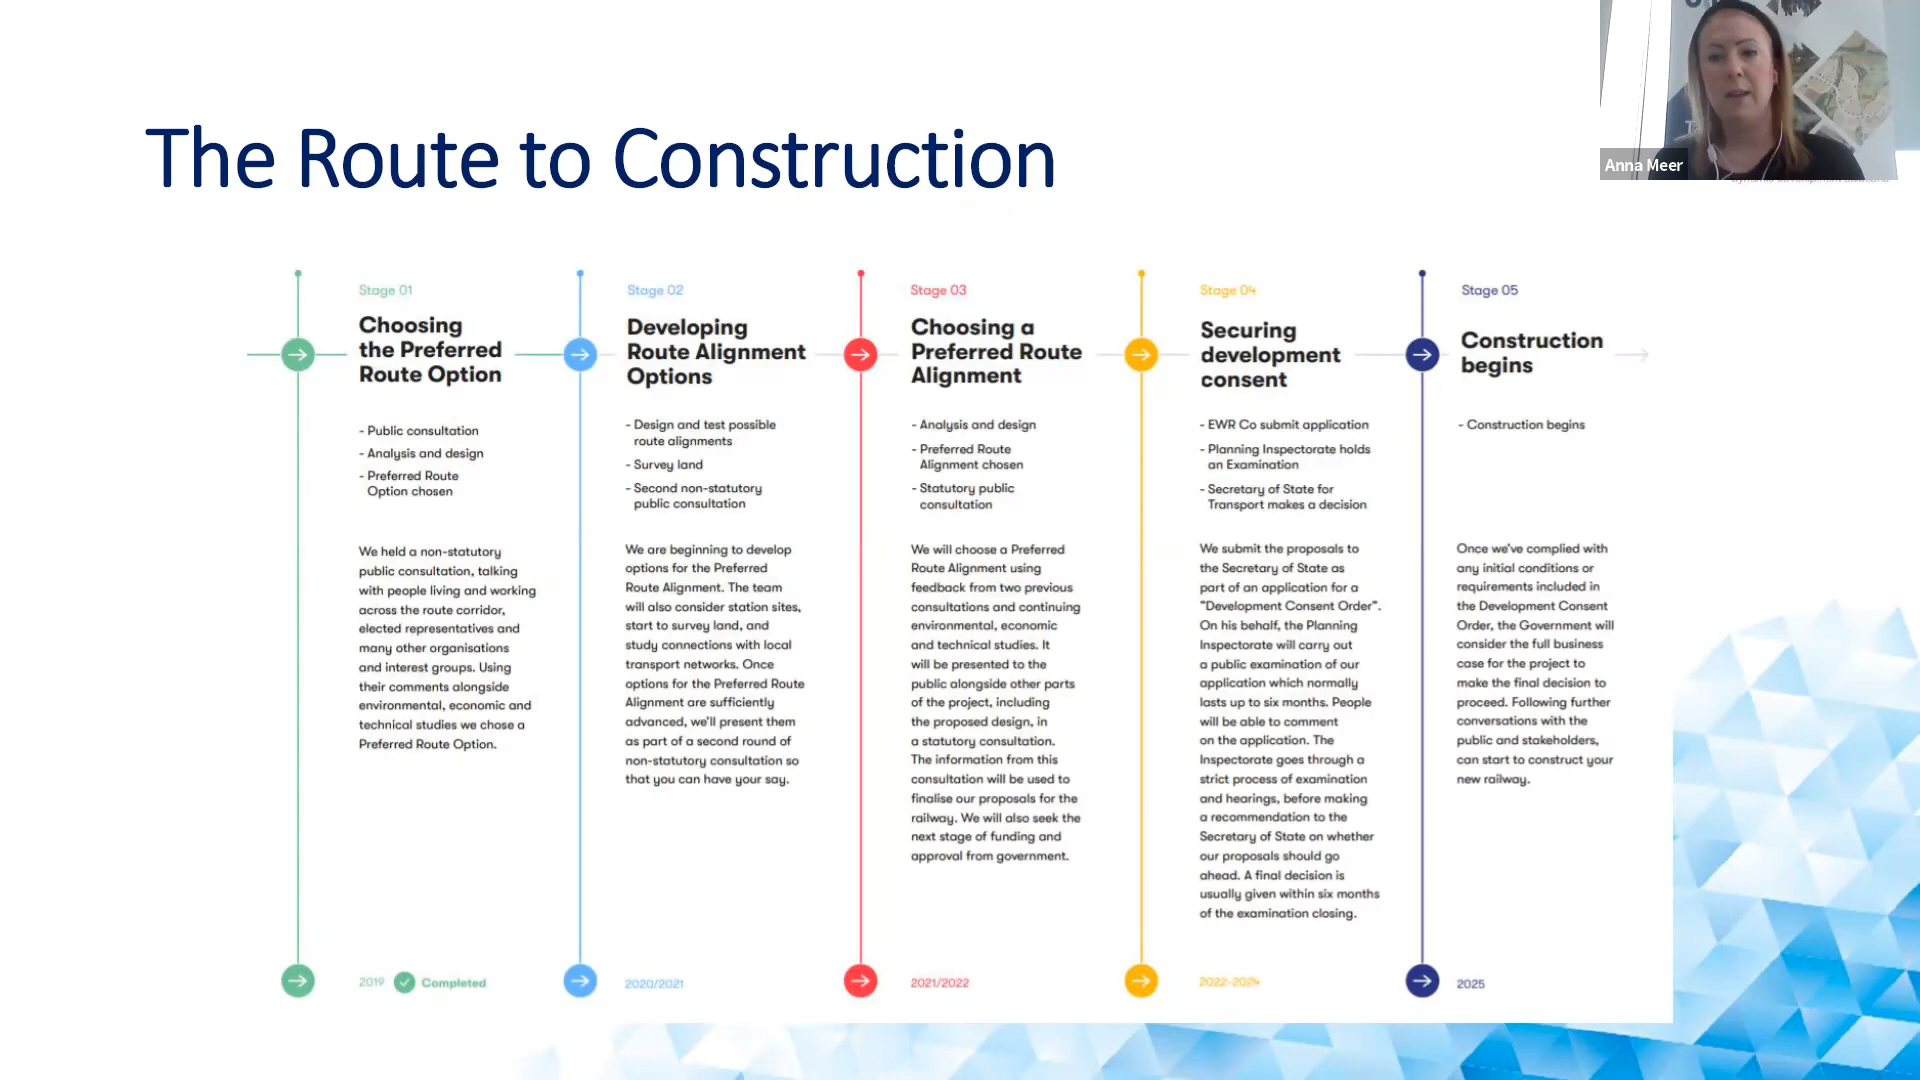 The Route to Construction
Anna Meer
Stage 01
Choosing
the Preferred
Route Option
- Public consultation
- Analysis and design
- Preferred Route
Option chosen
We held a non-statutory
public consultation, talking
with people living and working
across the route corridor,
elected representatives and
many other organisations
and interest groups. Using
their comments alongside
environmental, economic and
technical studies we chose a
Preferred Route Option.
2019 Completed
Stage 02
Developing
Route Alignment
Options
- Design and test possible
route alignments
- Survey land
- Second non-statutory
public consultation
We are beginning to develop
options for the Preferred
Route Alignment. The team
will also consider station sites,
start to survey land, and
study connections with local
transport networks. Once
options for the Preferred Route
Alignment are sufficiently
advanced, we'll present them
as part of a second round of
non-statutory consultation so
that you can have your say.
2020/2021
Stage 03
Choosing a
Preferred Route
Alignment
- Analysis and design
- Preferred Route
Alignment chosen
- Statutory public
consultation
We will choose a Preferred
Route Alignment using
feedback from two previous
consultations and continuing
environmental, economic
and technical studies. It
will be presented to the
public alongside other parts
of the project, including
the proposed design, in
a statutory consultation.
The information from this
consultation will be used to
finalise our proposals for the
railway. We will also seek the
next stage of funding and
approval from government.
2021/2022
Stage 04
Securing
development
consent
- EWR Co submit application
- Planning Inspectorate holds
an Examination
- Secretary of State for
Transport makes a decision
We submit the proposals to
the Secretary of State as
part of an application for a
"Development Consent Order".
On his behalf, the Planning
Inspectorate will carry out
a public examination of our
application which normally
lasts up to six months. People
will be able to comment
on the application. The
Inspectorate goes through a
strict process of examination
and hearings, before making
a recommendation to the
Secretary of State on whether
our proposals should go
ahead. A final decision is
usually given within six months
of the examination closing.
2022-2024
Stage 05
Construction
begins
- Construction begins
Once we've complied with
any initial conditions or
requirements included in
the Development Consent
Order, the Government will
consider the full business
case for the project to
make the final decision to
proceed. Following further
conversations with the
public and stakeholders,
can start to construct your
new railway.
2025